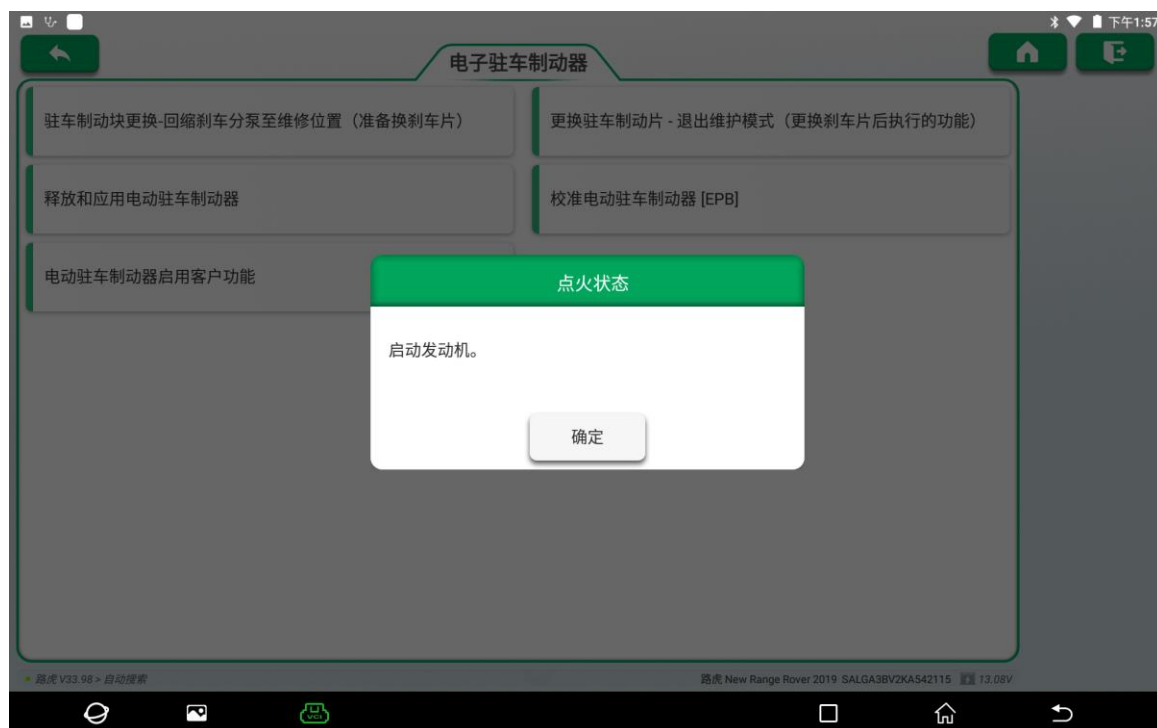 下午1:57
电子驻车制动器
驻车制动块更换-回缩刹车分泵至维修位置（准备换刹车片）
更换驻车制动片 - 退出维护模式（更换刹车片后执行的功能）
释放和应用电动驻车制动器
校准电动驻车制动器 [EPB]
电动驻车制动器启用客户功能
点火状态
启动发动机。
确定
路虎 V33.98 > 自动搜索
路虎 New Range Rover 2019 SALGA3BV2KA542115 13.08V
VCI